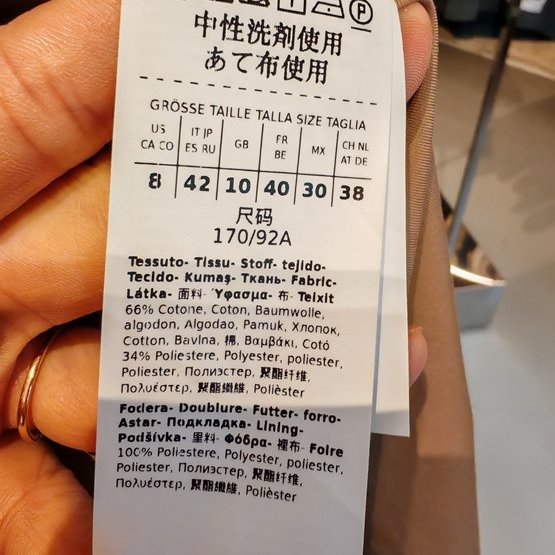 中性洗剤使用
あて布使用
GRÖSSE TAILLE TALLA SIZE TAGLIA
US CA CO | IT JP ES RU | GB | FR BE | MX | CH NL AT DE
8 | 42 | 10 | 40 | 30 | 38
尺码
170/92A
Tessuto- Tissu- Stoff- tejido-
Tecido- Kumaş- Ткань- Fabric-
Látka- 面料- Ύφασμα- 布- Teixit
66% Cotone, Coton, Baumwolle,
algodon, Algodao, Pamuk, Хлопок,
Cotton, Bavlna, 棉, Βαμβάκι, Cotó
34% Poliestere, Polyester, poliester,
Poliester, Полиэстер, 聚酯纤维,
Πολυέστερ, 聚酯纖維, Polièster
Fodera- Doublure- Futter- forro-
Astar- Подкладка- Lining-
Podšívka- 里料- Φόδρα- 裡布- Folre
100% Poliestere, Polyester, poliester,
Poliester, Полиэстер, 聚酯纤维,
Πολυέστερ, 聚酯纖維, Polièster